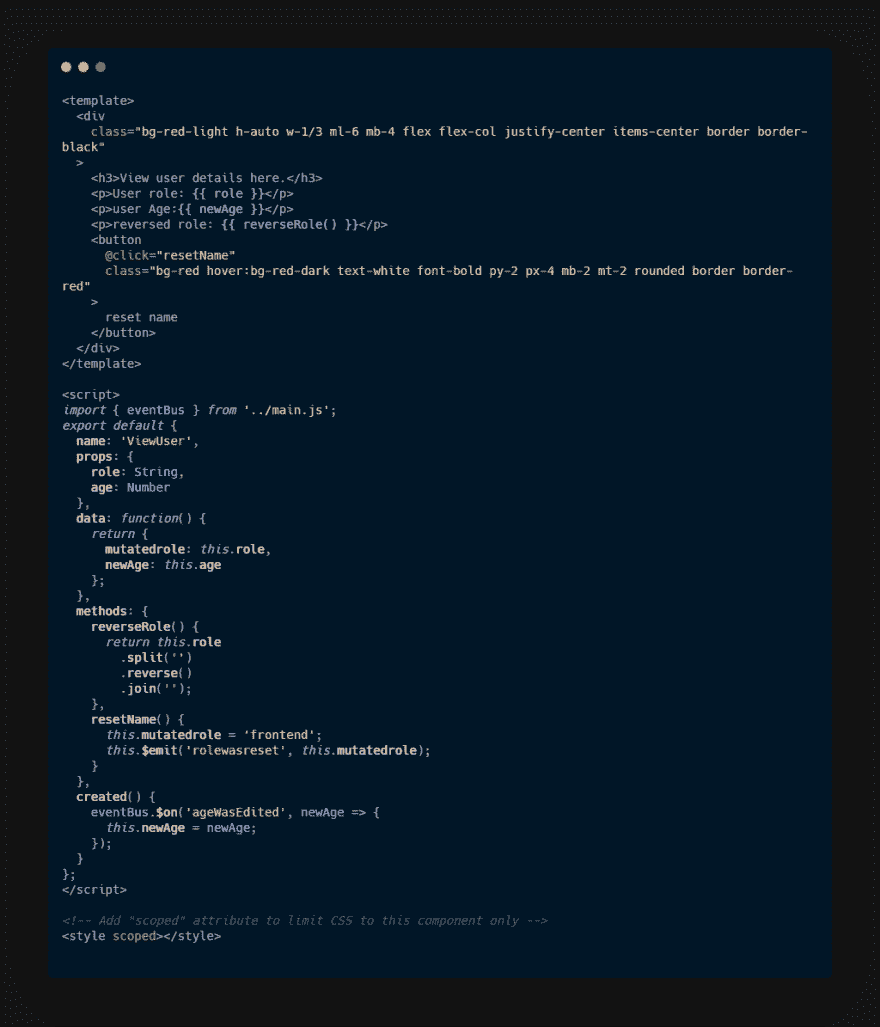 <template>
  <div
    class="bg-red-light h-auto w-1/3 ml-6 mb-4 flex flex-col justify-center items-center border border-
black"
  >
    <h3>View user details here.</h3>
    <p>User role: {{ role }}</p>
    <p>user Age:{{ newAge }}</p>
    <p>reversed role: {{ reverseRole() }}</p>
    <button
      @click="resetName"
      class="bg-red hover:bg-red-dark text-white font-bold py-2 px-4 mb-2 mt-2 rounded border border-
red"
    >
      reset name
    </button>
  </div>
</template>

<script>
import { eventBus } from '../main.js';
export default {
  name: 'ViewUser',
  props: {
    role: String,
    age: Number
  },
  data: function() {
    return {
      mutatedrole: this.role,
      newAge: this.age
    };
  },
  methods: {
    reverseRole() {
      return this.role
        .split('')
        .reverse()
        .join('');
    },
    resetName() {
      this.mutatedrole = 'frontend';
      this.$emit('rolewasreset', this.mutatedrole);
    }
  },
  created() {
    eventBus.$on('ageWasEdited', newAge => {
      this.newAge = newAge;
    });
  }
};
</script>

<!-- Add "scoped" attribute to limit CSS to this component only -->
<style scoped></style>